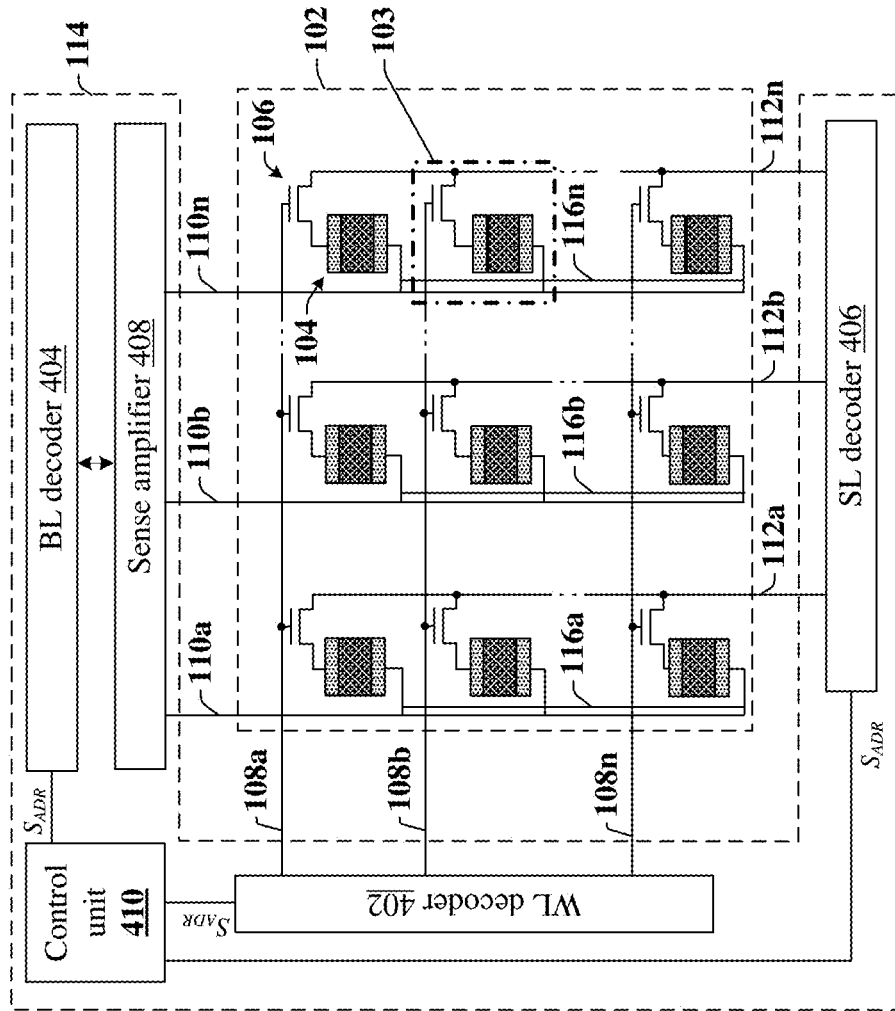 Control
unit
410
S_ADR
BL decoder 404
Sense amplifier 408
114
S_ADR
WL decoder 402
110a
110b
110n
102
103
106
104
108a
108b
108n
116a
116b
116n
112a
112b
112n
SL decoder 406
S_ADR